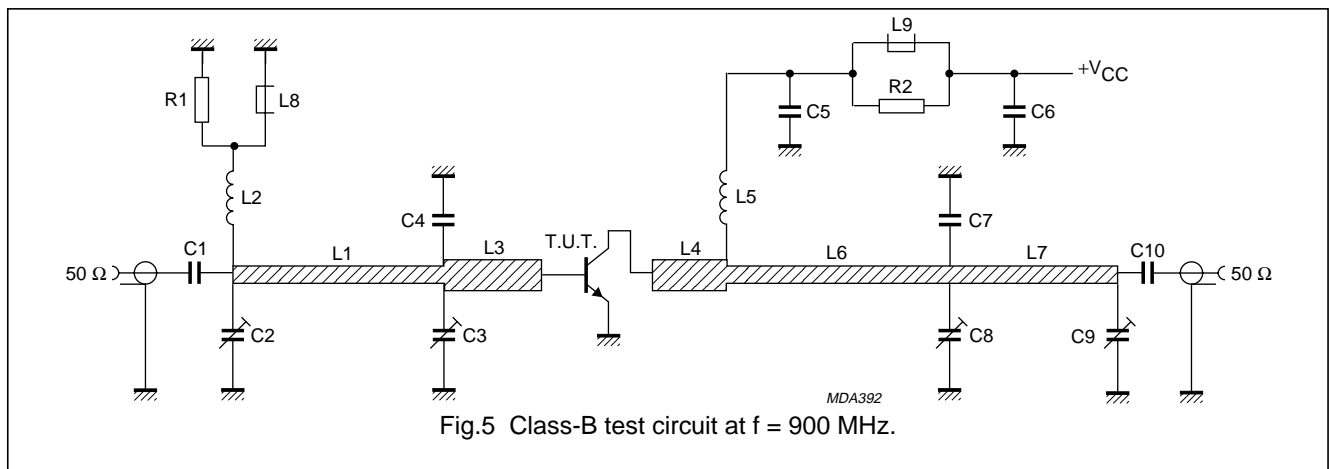 L9
+VCC
R1
L8
R2
C5
C6
L2
L5
C4
C7
C1
L1
L3
T.U.T.
L4
L6
L7
C10
50 Ω
50 Ω
C2
C3
C8
C9
MDA392
Fig.5 Class-B test circuit at f = 900 MHz.